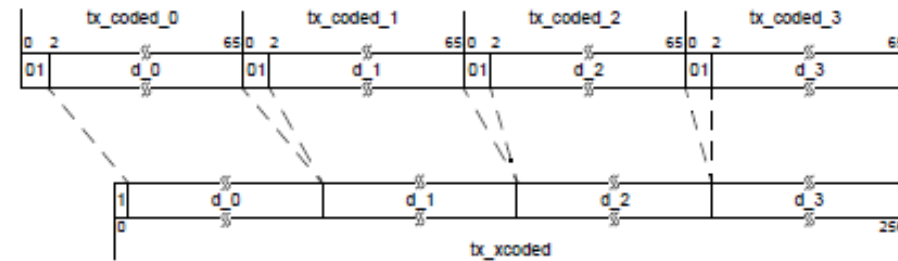 tx_coded_0 tx_coded_1 tx_coded_2 tx_coded_3
0 2 65 0 2 65 0 2 65 0 2
01 d_0 01 d_1 01 d_2 01 d_3
1 d_0 d_1 d_2 d_3
0
tx_xcoded